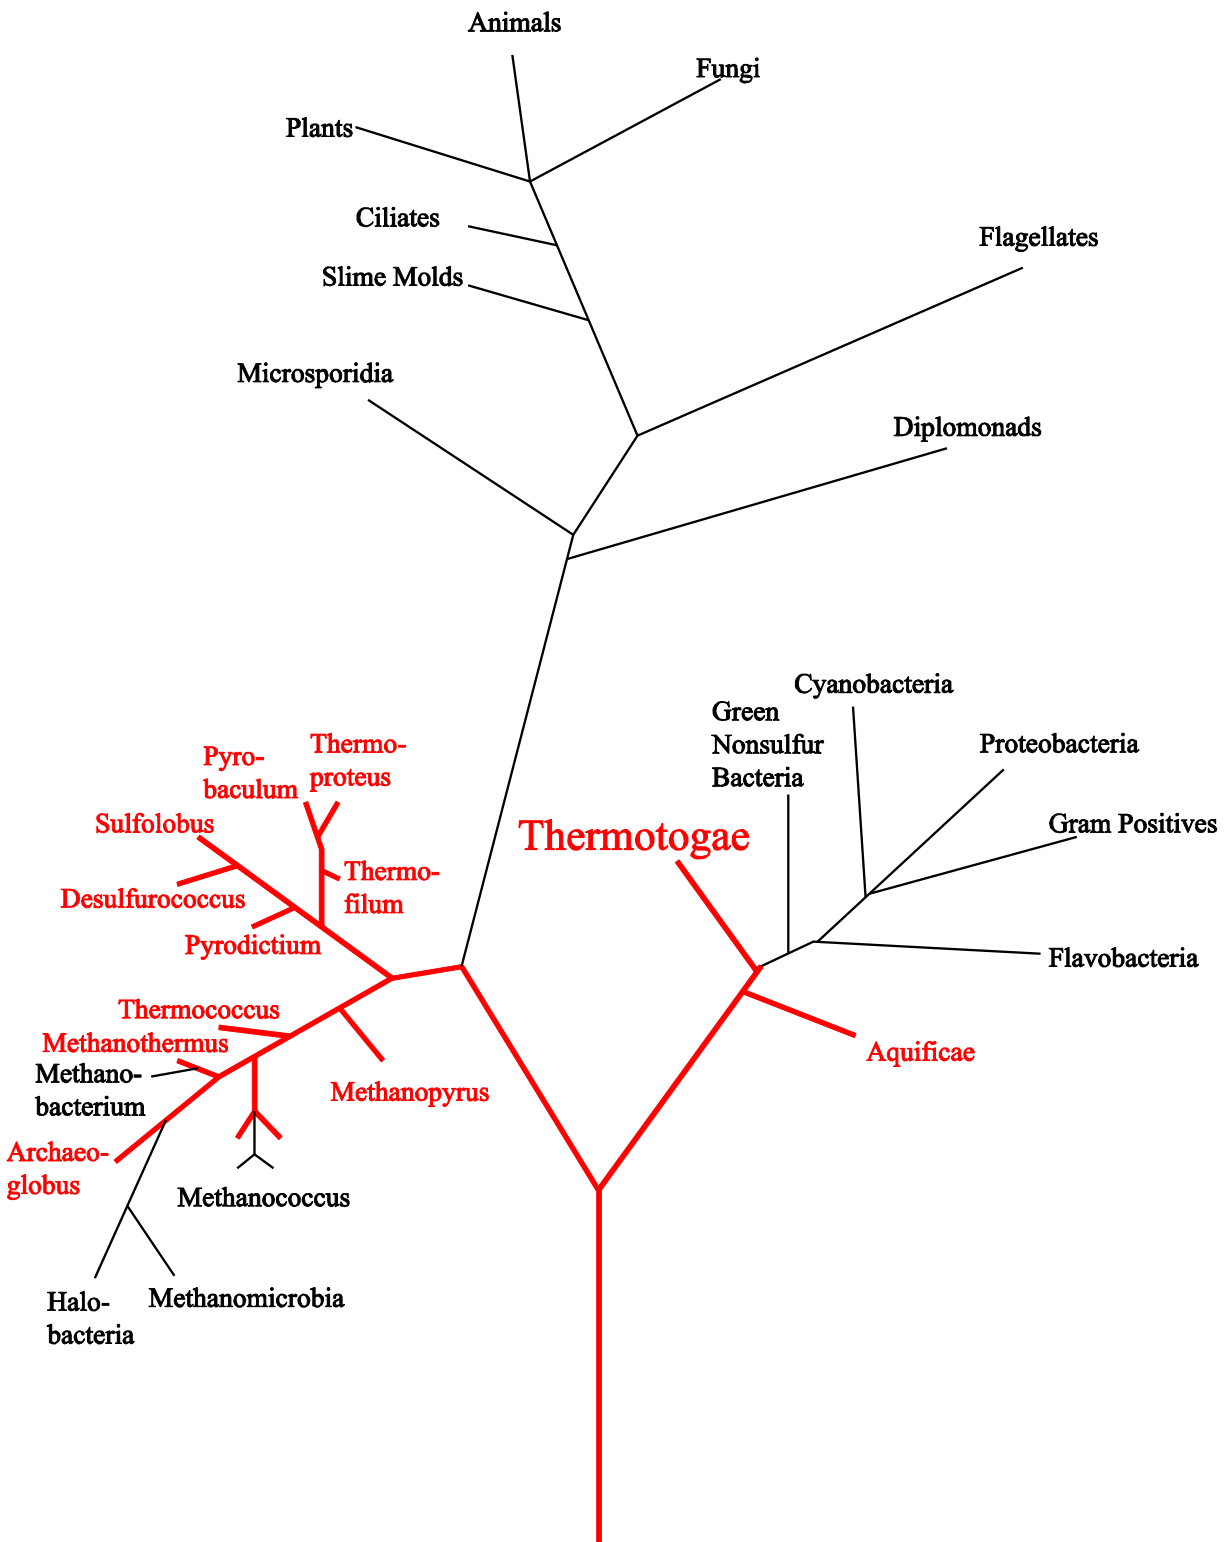 Animals
Fungi
Plants
Ciliates
Flagellates
Slime Molds
Microsporidia
Diplomonads
Cyanobacteria
Green
Nonsulfur
Bacteria
Proteobacteria
Thermo-
proteus
Pyro-
baculum
Sulfolobus
Thermotogae
Gram Positives
Thermo-
filum
Desulfurococcus
Pyrodictium
Flavobacteria
Thermococcus
Methanothermus
Aquificae
Methano-
bacterium
Methanopyrus
Archaeo-
globus
Methanococcus
Halo-
bacteria
Methanomicrobia